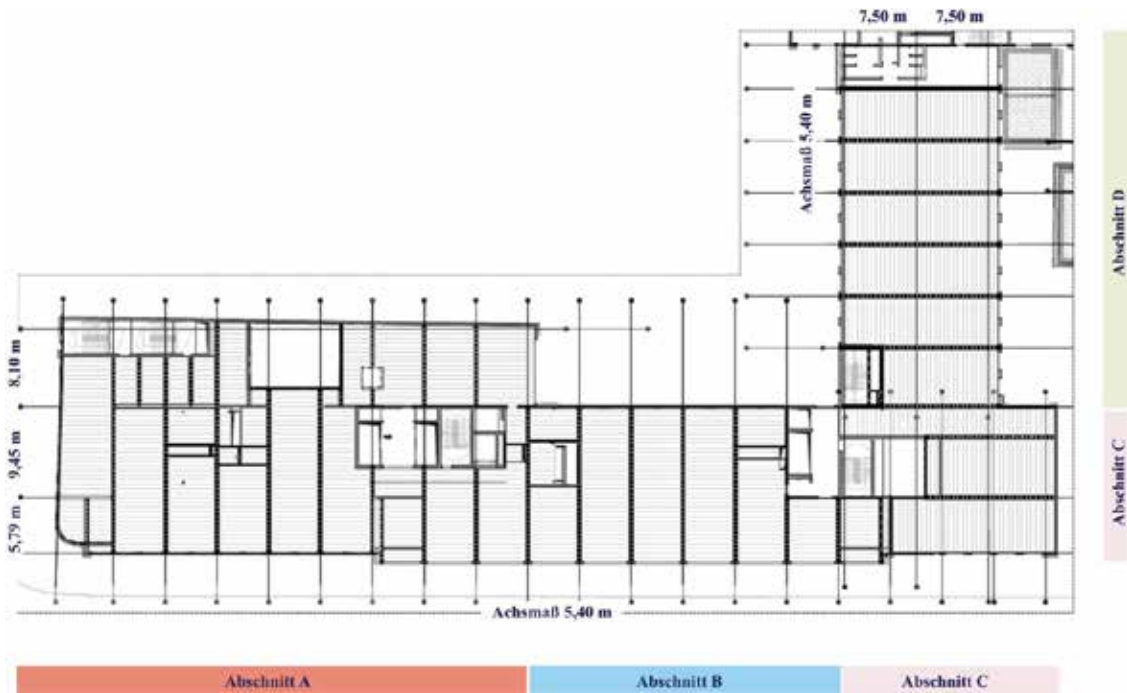 7,50 m 7,50 m
Achsmaß 5,40 m
Abschnitt D
8,10 m
9,45 m
5,79 m
Abschnitt C
Achsmaß 5,40 m
Abschnitt A Abschnitt B Abschnitt C